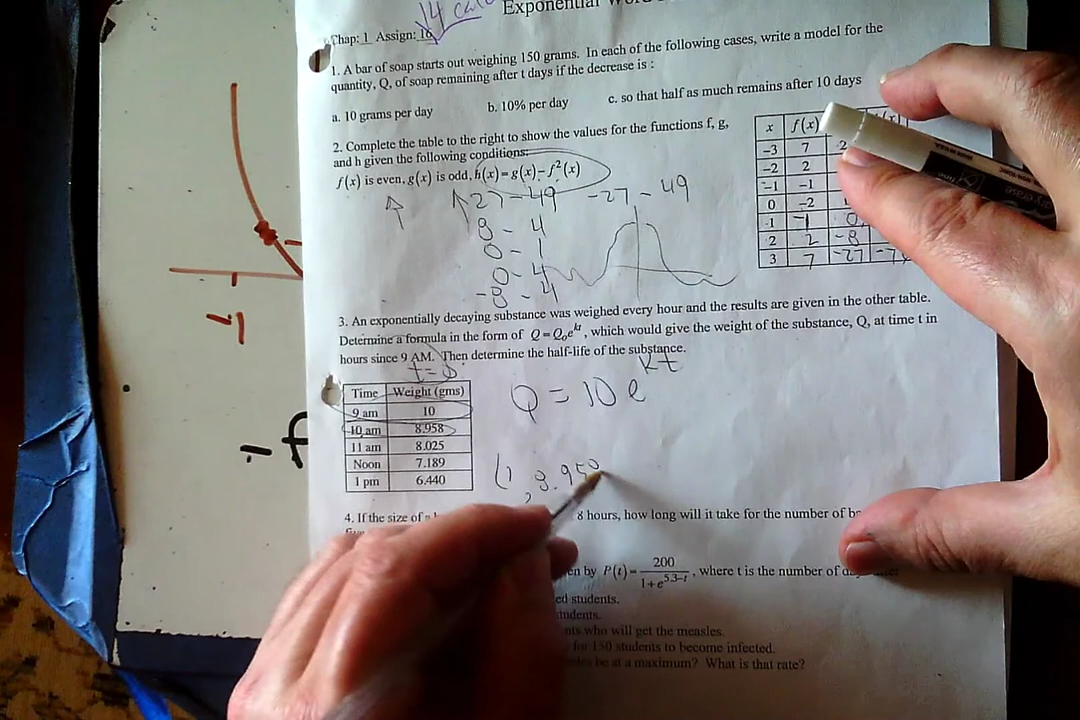 √4 calc
Exponential Word
Chap: 1 Assign: 16
1. A bar of soap starts out weighing 150 grams. In each of the following cases, write a model for the
quantity, Q, of soap remaining after t days if the decrease is :
a. 10 grams per day b. 10% per day c. so that half as much remains after 10 days
2. Complete the table to the right to show the values for the functions f, g,
and h given the following conditions:
f(x) is even, g(x) is odd, h(x) = g(x) – f²(x)
27 – 49 -27 – 49
8 – 4
0 – 1
0 – 4
-8 – 4
x f(x)
-3 7 2
-2 2
-1 -1
0 -2
1 -1 0
2 2 -8
3 7 -27 -7
3. An exponentially decaying substance was weighed every hour and the results are given in the other table.
Determine a formula in the form of Q = Q₀e^kt, which would give the weight of the substance, Q, at time t in
hours since 9 AM. Then determine the half-life of the substance.
t = 0
Q = 10 e^kt
Time Weight (gms)
9 am 10
10 am 8.958
11 am 8.025
Noon 7.189
1 pm 6.440
(1, 8.958
4. If the size of 8 hours, how long will it take for the number of
en by P(t) = 200 / 1+e^5.3–t, where t is the number of
ed students.
students.
nts who will get the measles.
for 150 students to become infected.
be at a maximum? What is that rate?
-4
-1 f